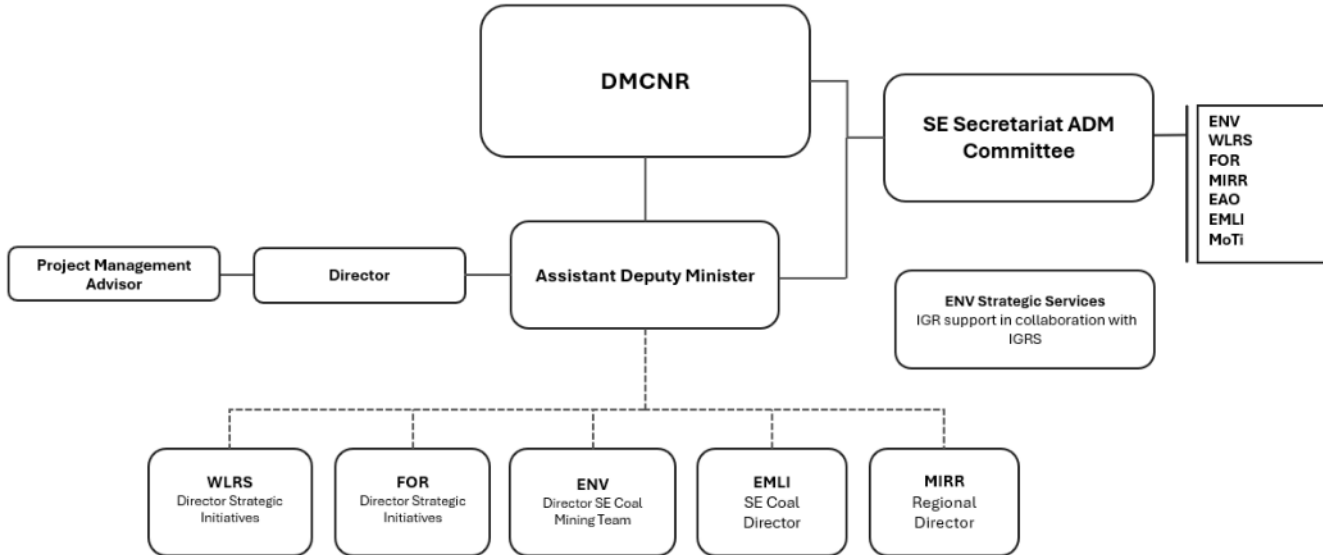 DMCNR
SE Secretariat ADM
Committee
ENV
WLRS
FOR
MIRR
EAO
EMLI
MoTi
Project Management
Advisor
Director
Assistant Deputy Minister
ENV Strategic Services
IGR support in collaboration with
IGRS
WLRS
Director Strategic
Initiatives
FOR
Director Strategic
Initiatives
ENV
Director SE Coal
Mining Team
EMLI
SE Coal
Director
MIRR
Regional
Director